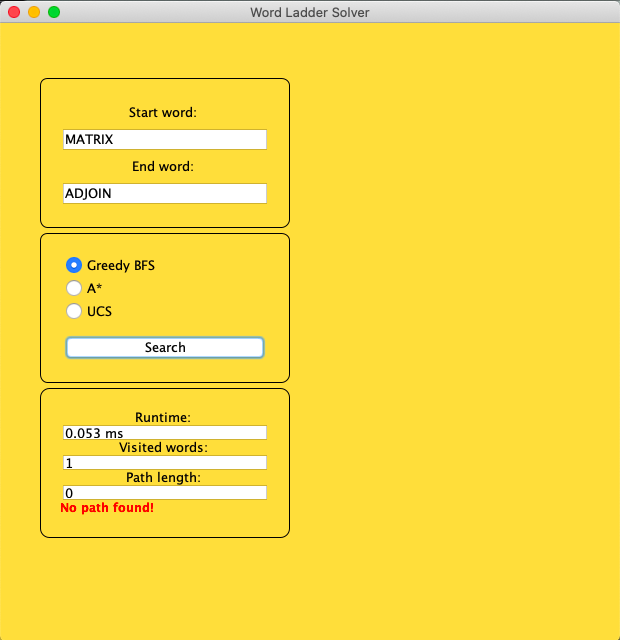 Word Ladder Solver
Start word:
MATRIX
End word:
ADJOIN
Greedy BFS
A*
UCS
Search
Runtime:
0.053 ms
Visited words:
1
Path length:
0
No path found!